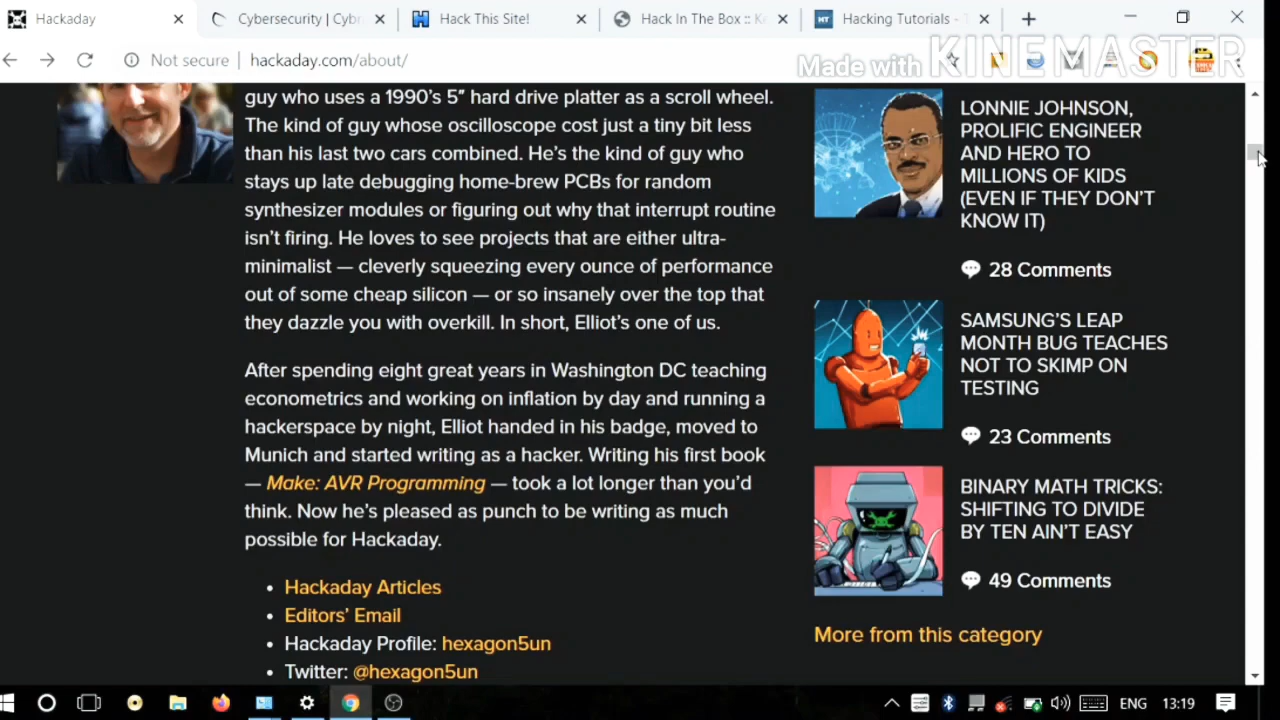 Hackaday
Cybersecurity | Cybr
Hack This Site!
Hack In The Box :: Ke
Hacking Tutorials - T
Not secure | hackaday.com/about/
Made with KINEMASTER
guy who uses a 1990's 5″ hard drive platter as a scroll wheel.
The kind of guy whose oscilloscope cost just a tiny bit less
than his last two cars combined. He's the kind of guy who
stays up late debugging home-brew PCBs for random
synthesizer modules or figuring out why that interrupt routine
isn't firing. He loves to see projects that are either ultra-
minimalist — cleverly squeezing every ounce of performance
out of some cheap silicon — or so insanely over the top that
they dazzle you with overkill. In short, Elliot's one of us.
After spending eight great years in Washington DC teaching
econometrics and working on inflation by day and running a
hackerspace by night, Elliot handed in his badge, moved to
Munich and started writing as a hacker. Writing his first book
— Make: AVR Programming — took a lot longer than you'd
think. Now he's pleased as punch to be writing as much
possible for Hackaday.
• Hackaday Articles
• Editors' Email
• Hackaday Profile: hexagon5un
• Twitter: @hexagon5un
LONNIE JOHNSON,
PROLIFIC ENGINEER
AND HERO TO
MILLIONS OF KIDS
(EVEN IF THEY DON'T
KNOW IT)
28 Comments
SAMSUNG'S LEAP
MONTH BUG TEACHES
NOT TO SKIMP ON
TESTING
23 Comments
BINARY MATH TRICKS:
SHIFTING TO DIVIDE
BY TEN AIN'T EASY
49 Comments
More from this category
ENG
13:19